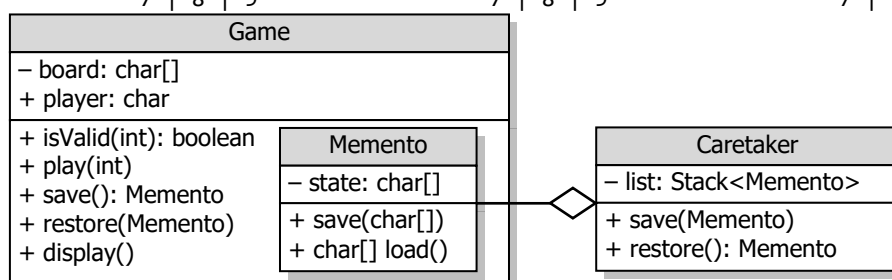 Game
– board: char[]
+ player: char
+ isValid(int): boolean
+ play(int)
+ save(): Memento
+ restore(Memento)
+ display()
Memento
– state: char[]
+ save(char[])
+ char[] load()
Caretaker
– list: Stack<Memento>
+ save(Memento)
+ restore(): Memento